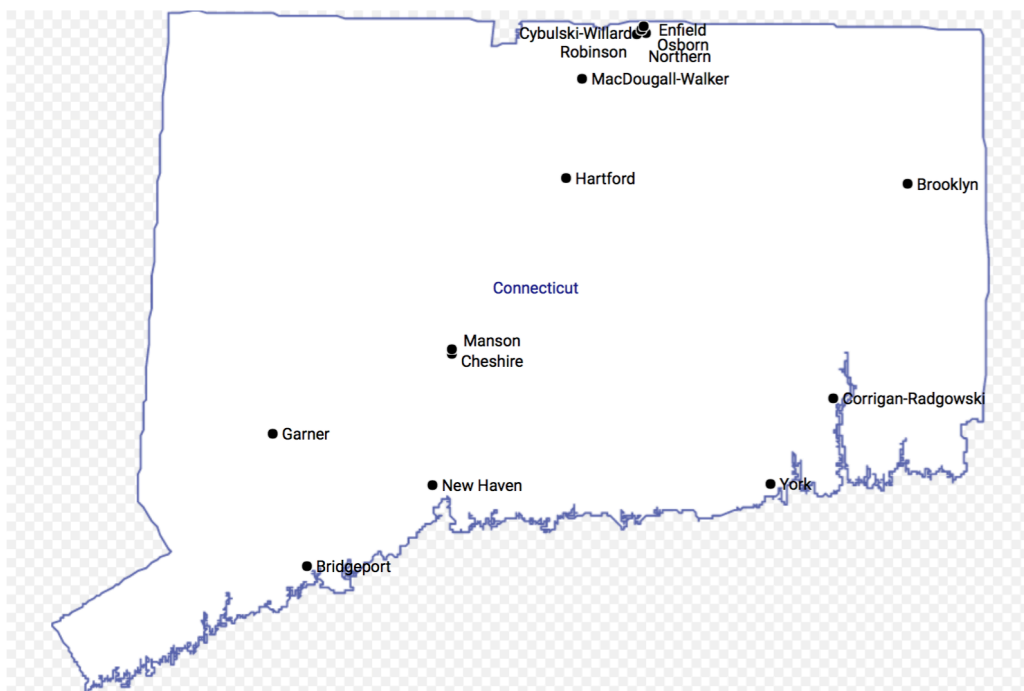 Cybulski-Willard
Enfield
Osborn
Robinson
Northern
MacDougall-Walker
Hartford
Brooklyn
Connecticut
Manson
Cheshire
Corrigan-Radgowski
Garner
New Haven
York
Bridgeport